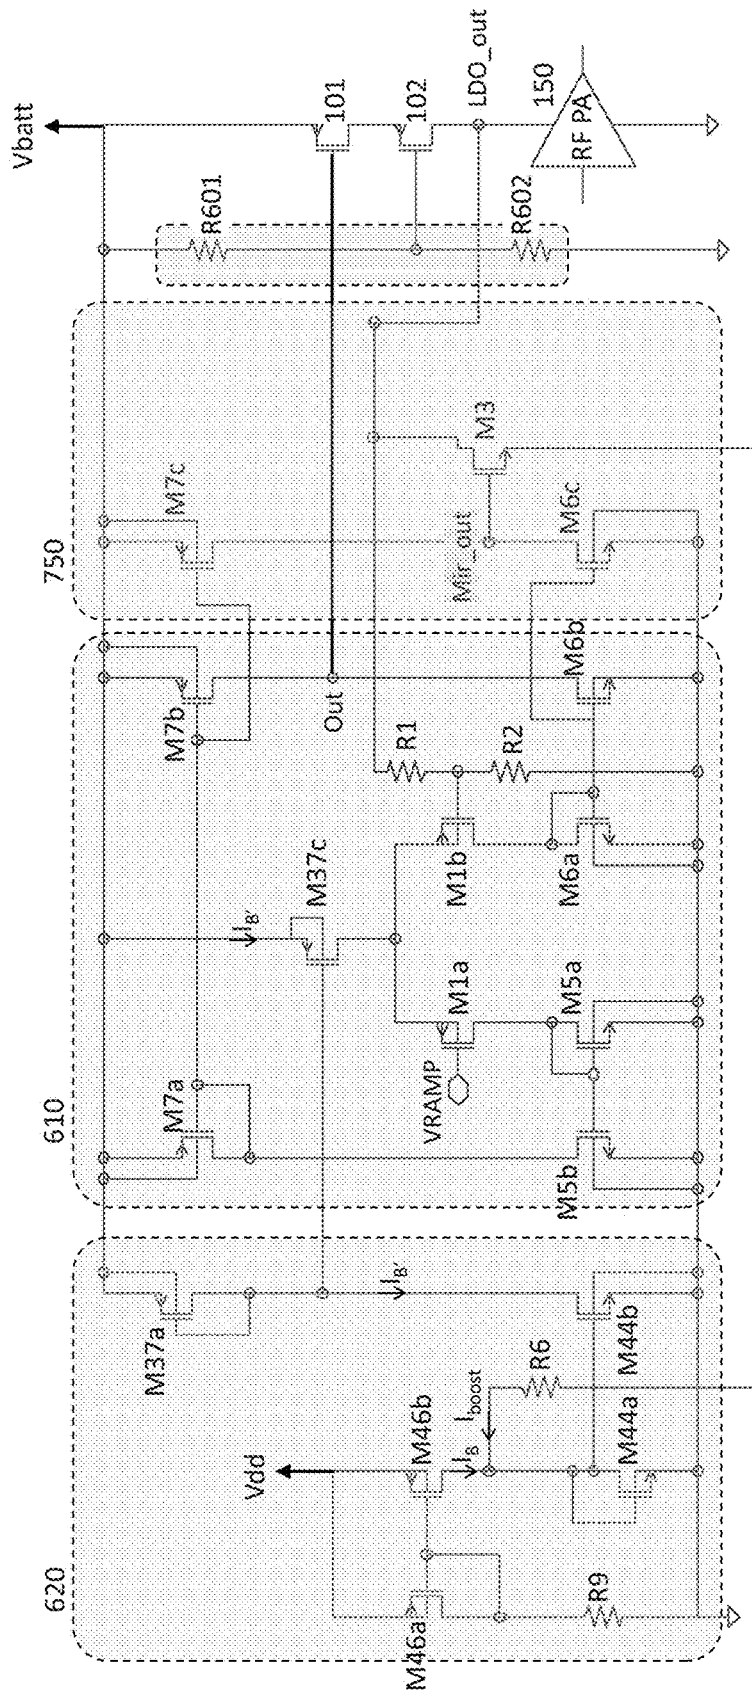 620
610
750
Vbatt
Vdd
M46a
M46b
R9
I_B
I_boost
R6
M44a
M44b
M37a
I_B'
M7a
M5b
VRAMP
M1a
M5a
I_B'
M37c
M1b
M6a
R1
R2
M7b
Out
M6b
M7c
Mir_out
M3
M6c
R601
R602
101
102
LDO_out
150
RF PA